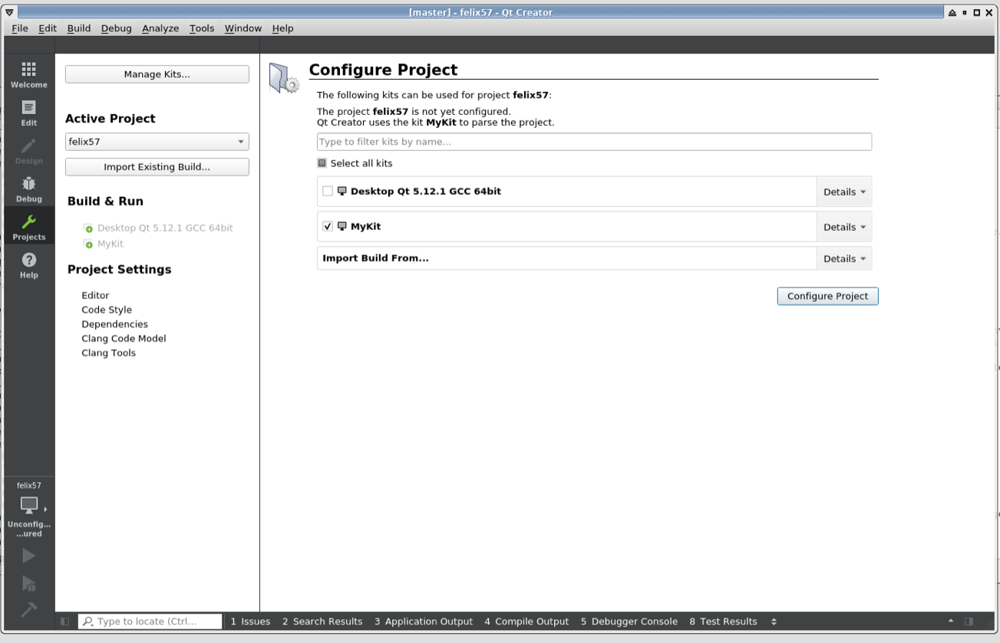 [master] - felix57 - Qt Creator
File Edit Build Debug Analyze Tools Window Help
Welcome
Edit
Design
Debug
Projects
Help
felix57
Unconfig...
...ured
Manage Kits...
Active Project
felix57
Import Existing Build...
Build & Run
Desktop Qt 5.12.1 GCC 64bit
MyKit
Project Settings
Editor
Code Style
Dependencies
Clang Code Model
Clang Tools
Configure Project
The following kits can be used for project felix57:
The project felix57 is not yet configured.
Qt Creator uses the kit MyKit to parse the project.
Type to filter kits by name...
Select all kits
Desktop Qt 5.12.1 GCC 64bit Details
MyKit Details
Import Build From... Details
Configure Project
Type to locate (Ctrl... 1 Issues 2 Search Results 3 Application Output 4 Compile Output 5 Debugger Console 8 Test Results